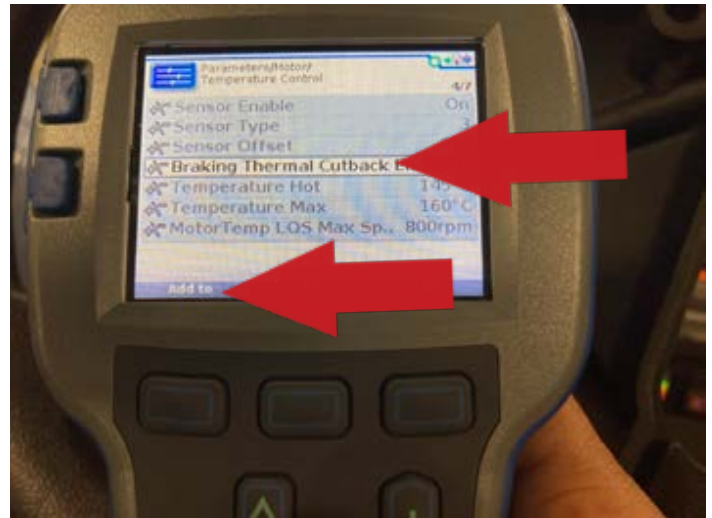 Parameters/Motor/
Temperature Control
4/7
Sensor Enable On
Sensor Type 3
Sensor Offset
Braking Thermal Cutback
Temperature Hot 145°
Temperature Max 160°C
MotorTemp LOS Max Sp.. 800rpm
Add to